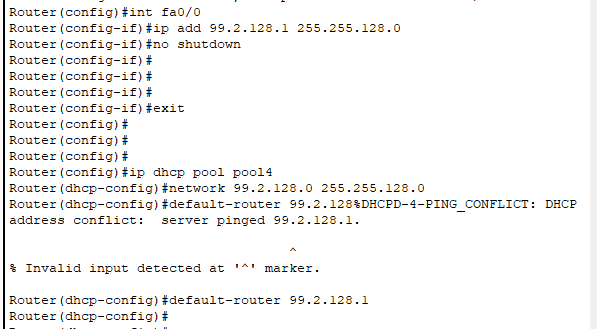 Router(config)#int fa0/0
Router(config-if)#ip add 99.2.128.1 255.255.128.0
Router(config-if)#no shutdown
Router(config-if)#
Router(config-if)#
Router(config-if)#
Router(config-if)#exit
Router(config)#
Router(config)#
Router(config)#
Router(config)#ip dhcp pool pool4
Router(dhcp-config)#network 99.2.128.0 255.255.128.0
Router(dhcp-config)#default-router 99.2.128%DHCPD-4-PING_CONFLICT: DHCP
address conflict:  server pinged 99.2.128.1.
^
% Invalid input detected at '^' marker.
Router(dhcp-config)#default-router 99.2.128.1
Router(dhcp-config)#